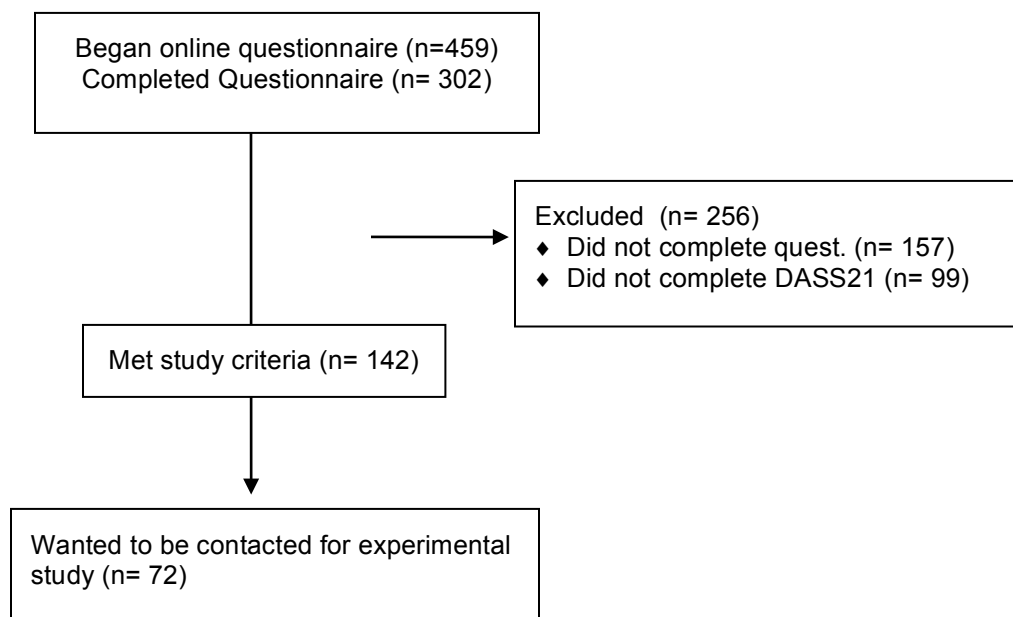 Began online questionnaire (n=459)
Completed Questionnaire (n= 302)
Excluded (n= 256)
♦ Did not complete quest. (n= 157)
♦ Did not complete DASS21 (n= 99)
Met study criteria (n= 142)
Wanted to be contacted for experimental
study (n= 72)